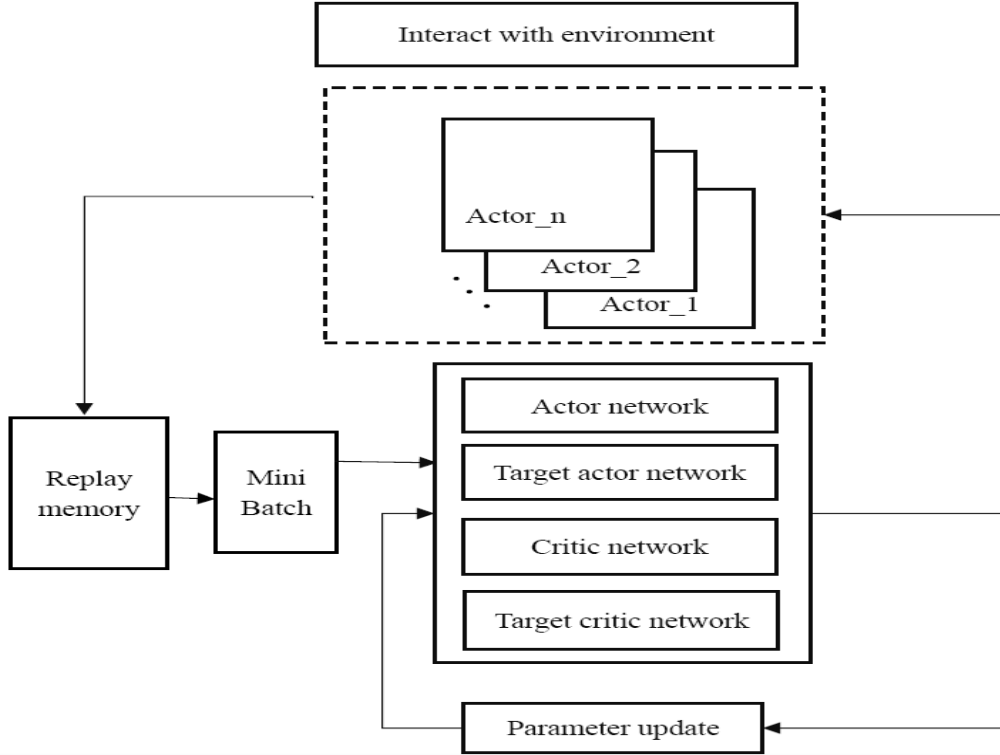 Interact with environment
Actor_n
Actor_2
Actor_1
Actor network
Target actor network
Critic network
Target critic network
Replay
memory
Mini
Batch
Parameter update